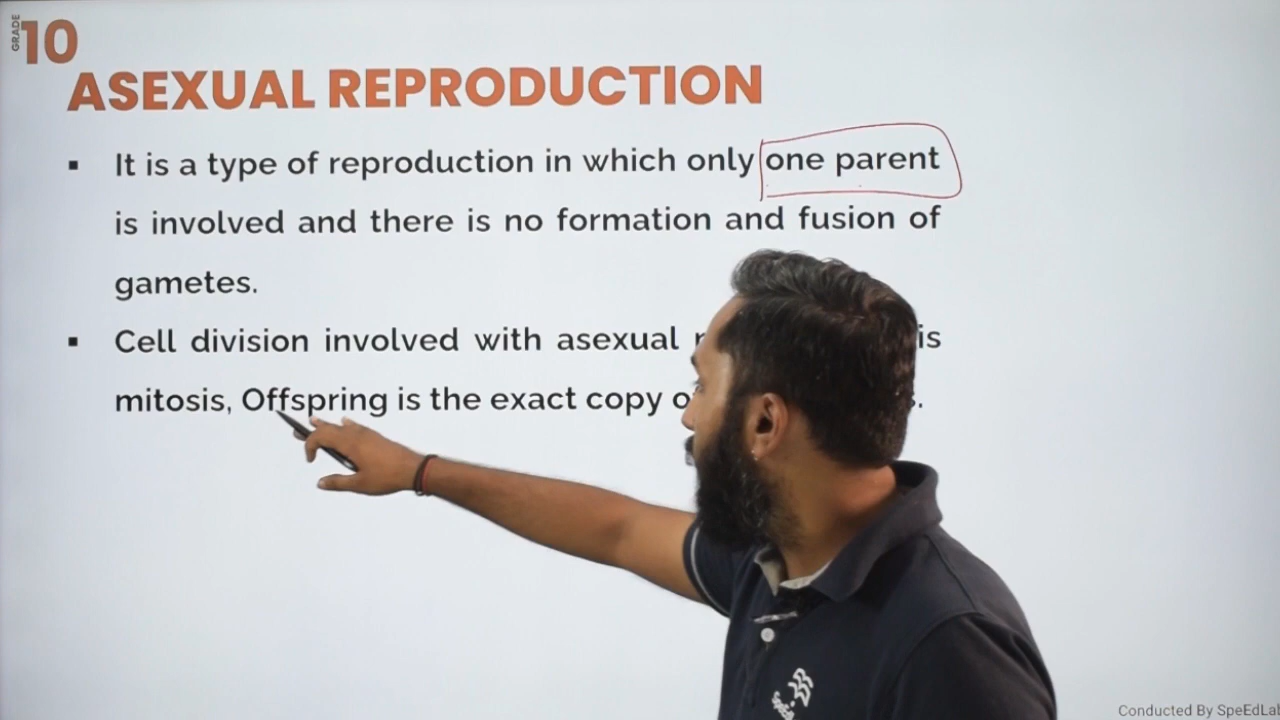 GRADE 10
ASEXUAL REPRODUCTION
▪ It is a type of reproduction in which only one parent
is involved and there is no formation and fusion of
gametes.
▪ Cell division involved with asexual is
mitosis, Offspring is the exact copy
Conducted By SpeEdLab